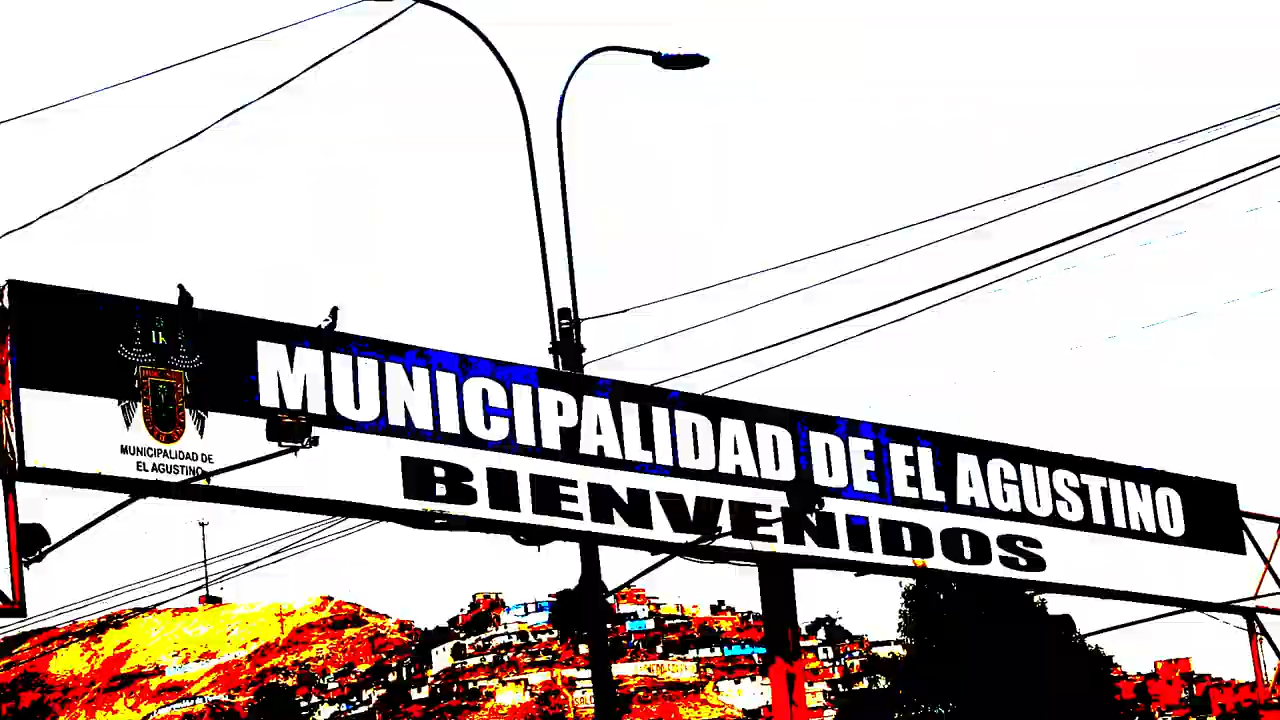 MUNICIPALIDAD DE EL AGUSTINO
BIENVENIDOS
MUNICIPALIDAD DE
EL AGUSTINO